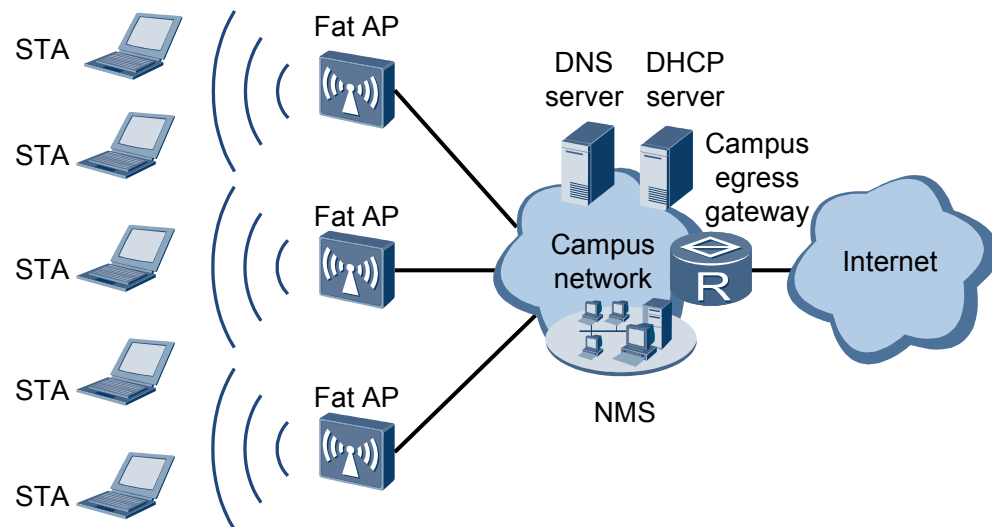 STA
STA
STA
STA
STA
Fat AP
Fat AP
Fat AP
DNS
server
DHCP
server
Campus
egress
gateway
Campus
network
R
NMS
Internet